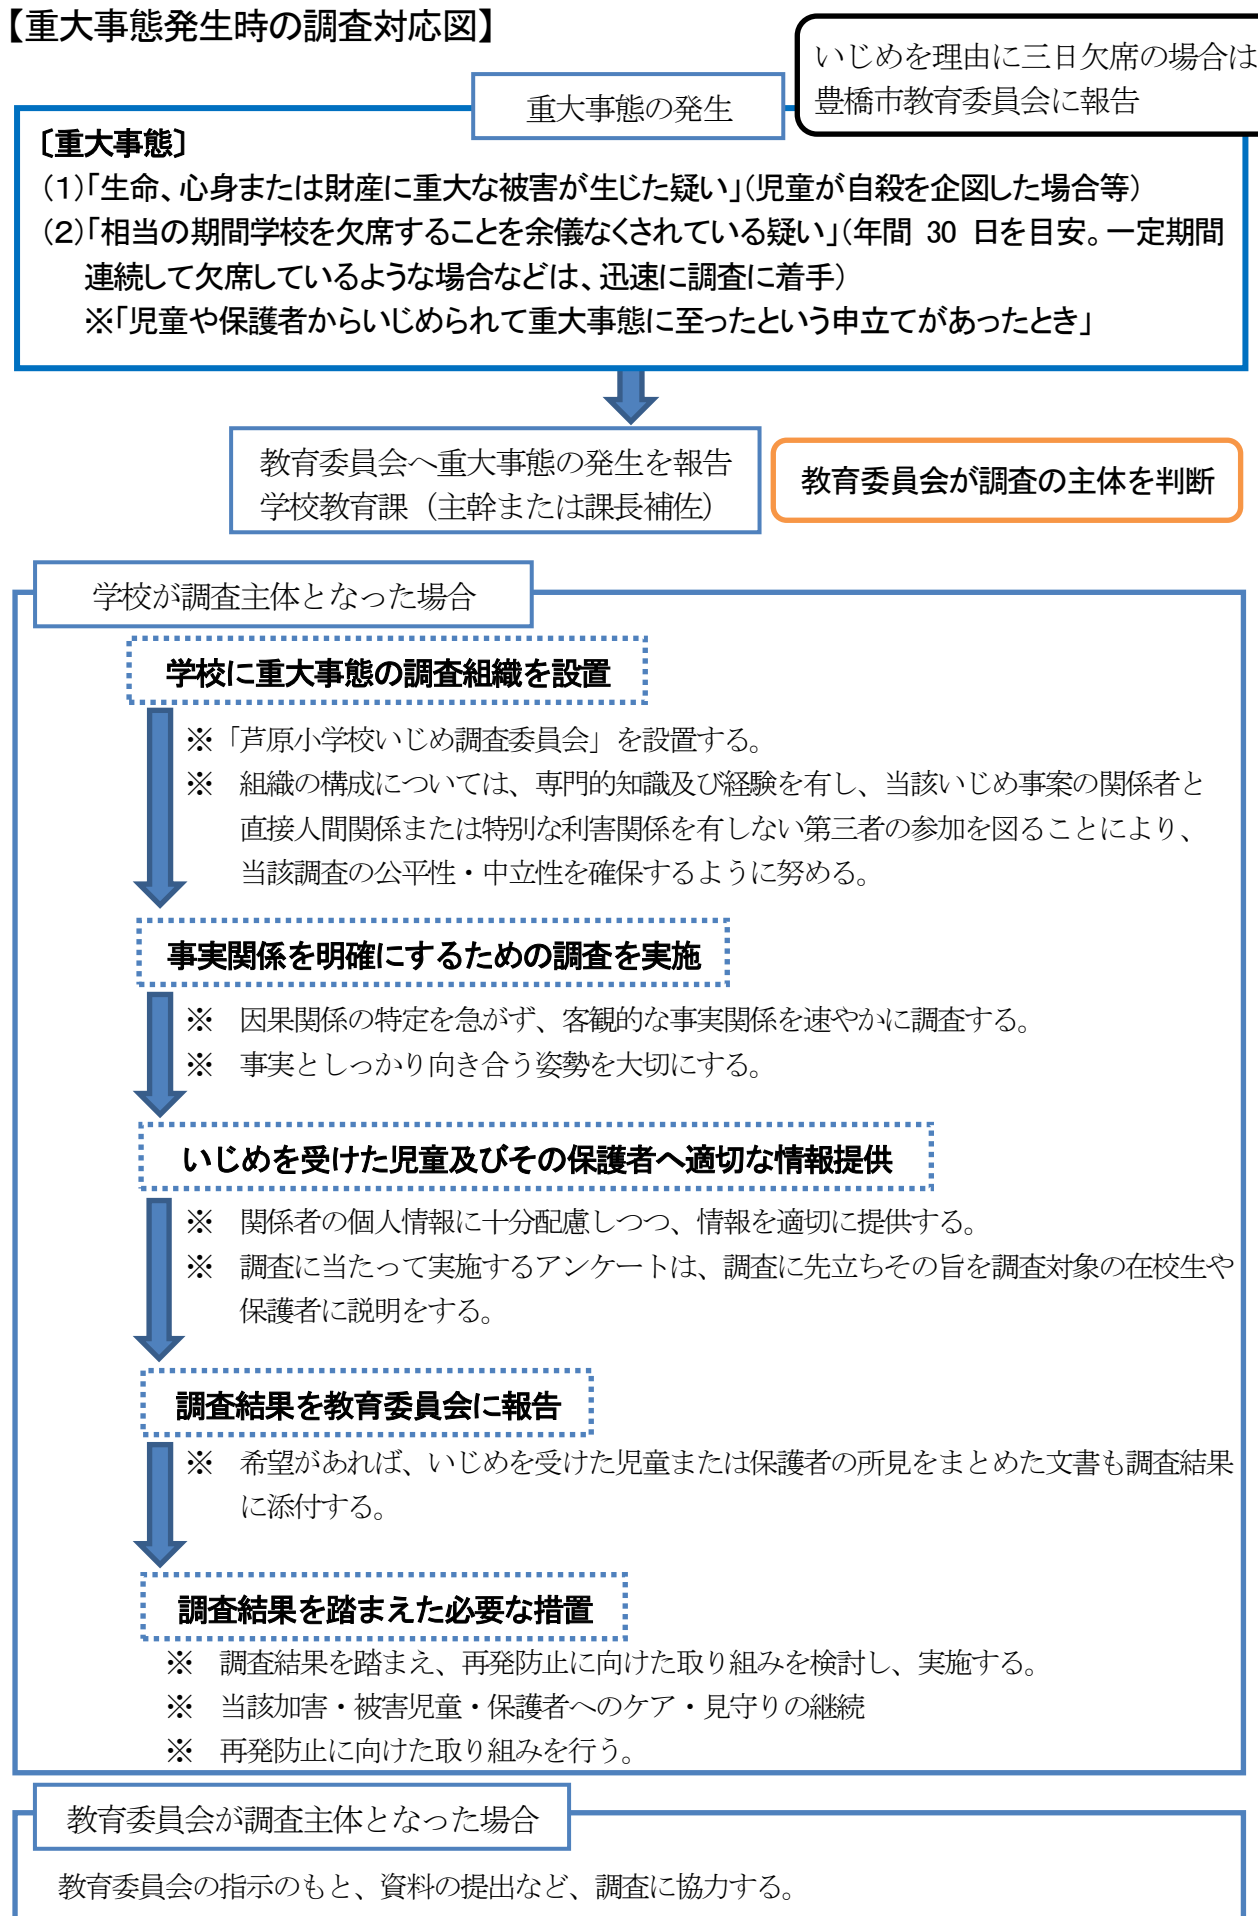 【重大事態発生時の調査対応図】
いじめを理由に三日欠席の場合は
豊橋市教育委員会に報告
重大事態の発生
〔重大事態〕
(1)「生命、心身または財産に重大な被害が生じた疑い」(児童が自殺を企図した場合等)
(2)「相当の期間学校を欠席することを余儀なくされている疑い」(年間 30 日を目安。一定期間
連続して欠席しているような場合などは、迅速に調査に着手)
※「児童や保護者からいじめられて重大事態に至ったという申立てがあったとき」
教育委員会へ重大事態の発生を報告
学校教育課（主幹または課長補佐）
教育委員会が調査の主体を判断
学校が調査主体となった場合
学校に重大事態の調査組織を設置
※「芦原小学校いじめ調査委員会」を設置する。
※　組織の構成については、専門的知識及び経験を有し、当該いじめ事案の関係者と
直接人間関係または特別な利害関係を有しない第三者の参加を図ることにより、
当該調査の公平性・中立性を確保するように努める。
事実関係を明確にするための調査を実施
※　因果関係の特定を急がず、客観的な事実関係を速やかに調査する。
※　事実としっかり向き合う姿勢を大切にする。
いじめを受けた児童及びその保護者へ適切な情報提供
※　関係者の個人情報に十分配慮しつつ、情報を適切に提供する。
※　調査に当たって実施するアンケートは、調査に先立ちその旨を調査対象の在校生や
保護者に説明をする。
調査結果を教育委員会に報告
※　希望があれば、いじめを受けた児童または保護者の所見をまとめた文書も調査結果
に添付する。
調査結果を踏まえた必要な措置
※　調査結果を踏まえ、再発防止に向けた取り組みを検討し、実施する。
※　当該加害・被害児童・保護者へのケア・見守りの継続
※　再発防止に向けた取り組みを行う。
教育委員会が調査主体となった場合
教育委員会の指示のもと、資料の提出など、調査に協力する。